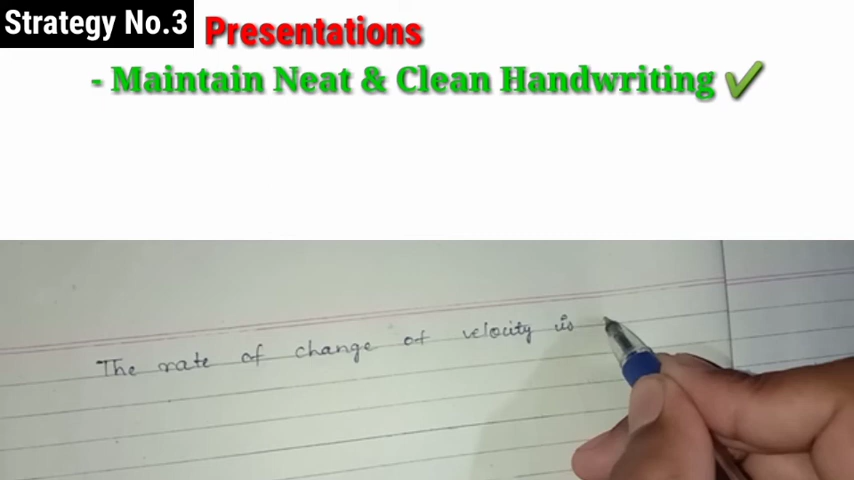 Strategy No.3
Presentations
- Maintain Neat & Clean Handwriting ✔
The rate of change of velocity is